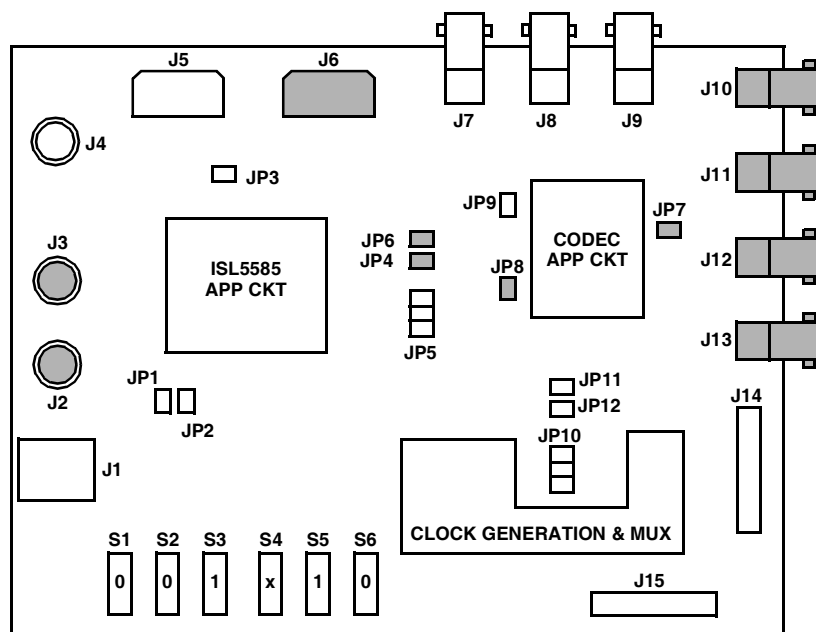 J5
J6
J7
J8
J9
J10
J11
J12
J13
J4
JP3
JP9
JP7
J3
ISL5585
APP CKT
JP6
JP4
CODEC
APP CKT
JP8
JP5
J2
JP1
JP2
JP11
JP12
JP10
J14
J1
CLOCK GENERATION & MUX
S1
S2
S3
S4
S5
S6
0
0
1
x
1
0
J15